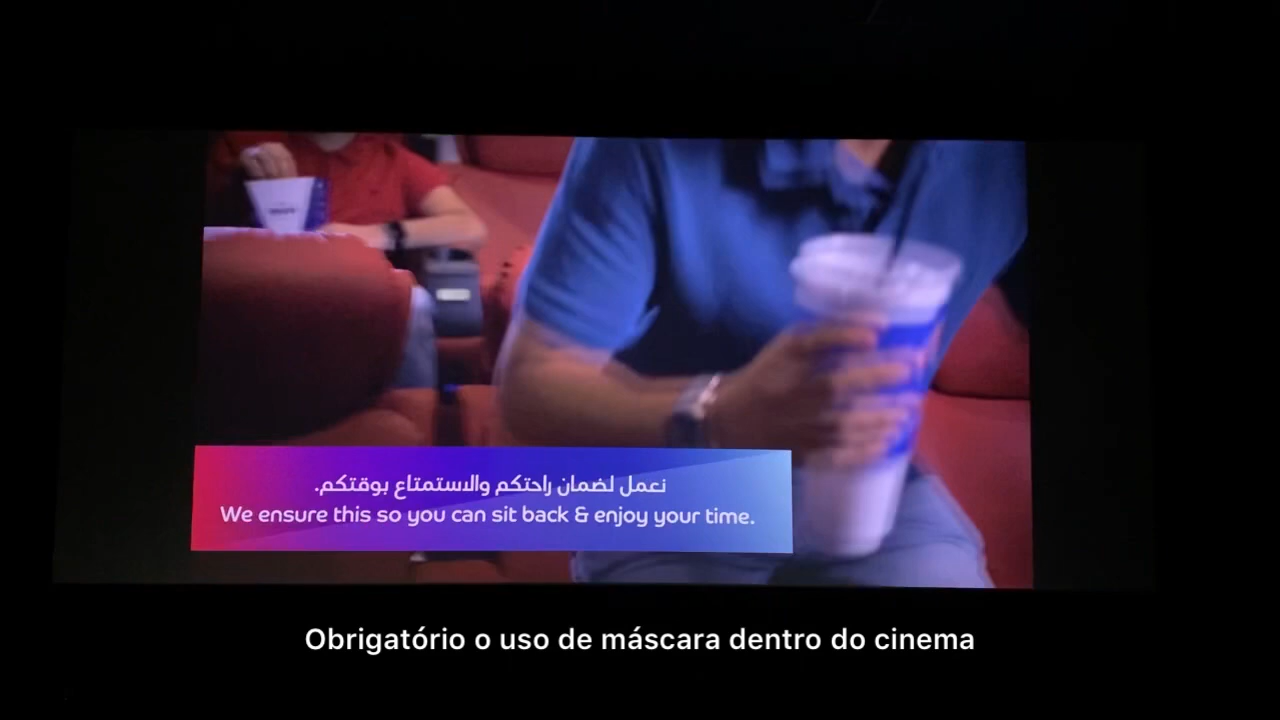 نعمل لضمان راحتكم والاستمتاع بوقتكم.
We ensure this so you can sit back & enjoy your time.
Obrigatório o uso de máscara dentro do cinema